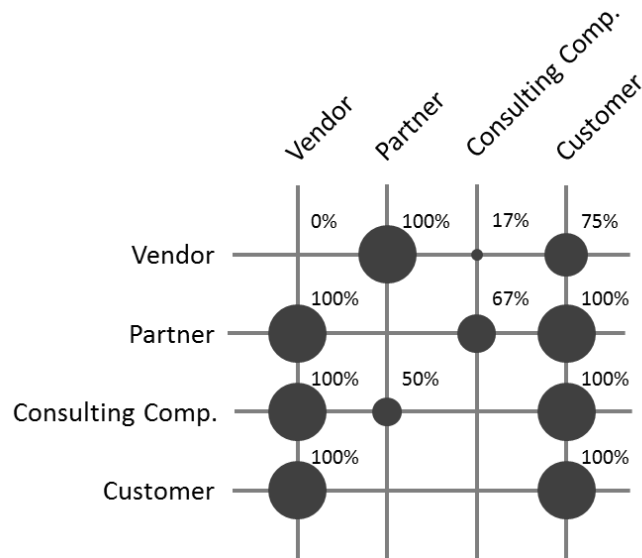 Vendor
Partner
Consulting Comp.
Customer
Vendor 0% 100% 17% 75%
Partner 100% 67% 100%
Consulting Comp. 100% 50% 100%
Customer 100% 100%